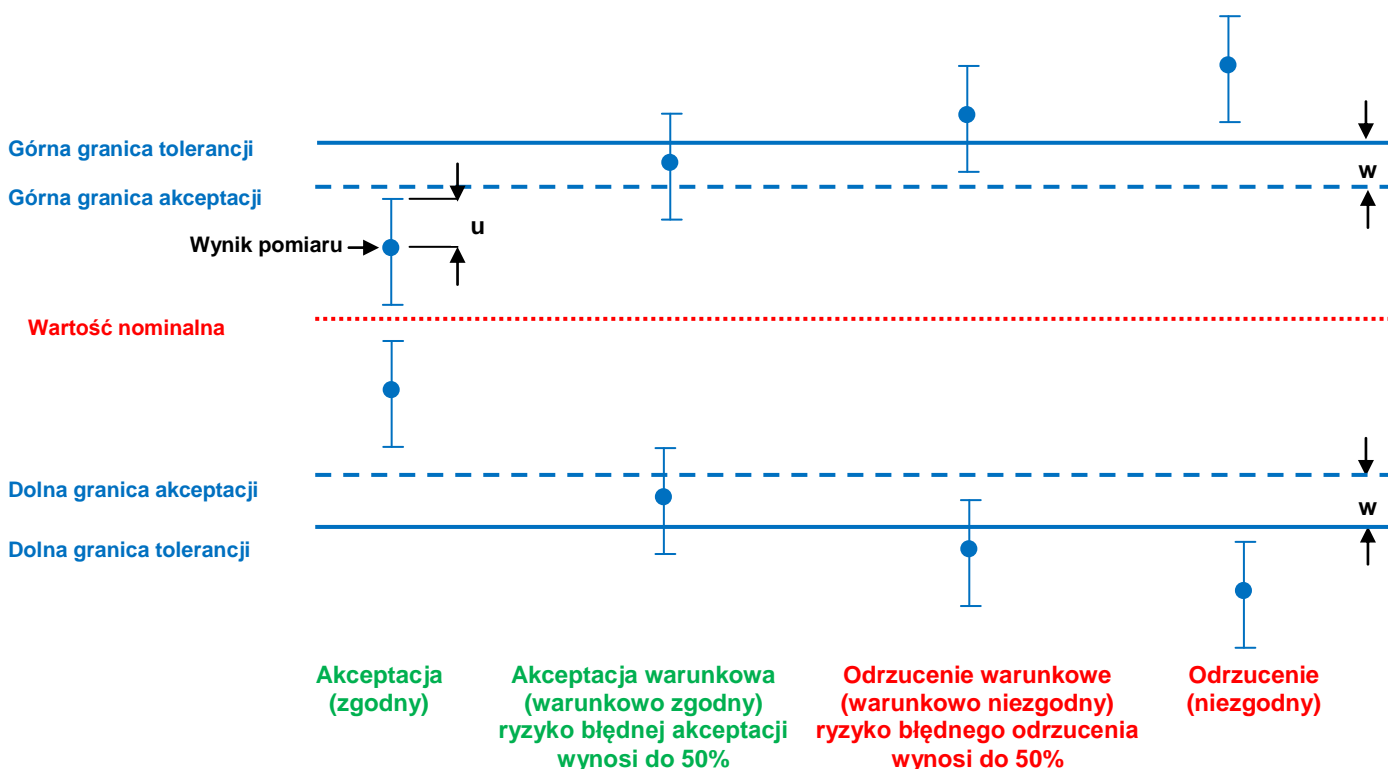 Górna granica tolerancji
w
Górna granica akceptacji
u
Wynik pomiaru
Wartość nominalna
Dolna granica akceptacji
w
Dolna granica tolerancji
Akceptacja
(zgodny)
Akceptacja warunkowa
(warunkowo zgodny)
ryzyko błędnej akceptacji
wynosi do 50%
Odrzucenie warunkowe
(warunkowo niezgodny)
ryzyko błędnego odrzucenia
wynosi do 50%
Odrzucenie
(niezgodny)